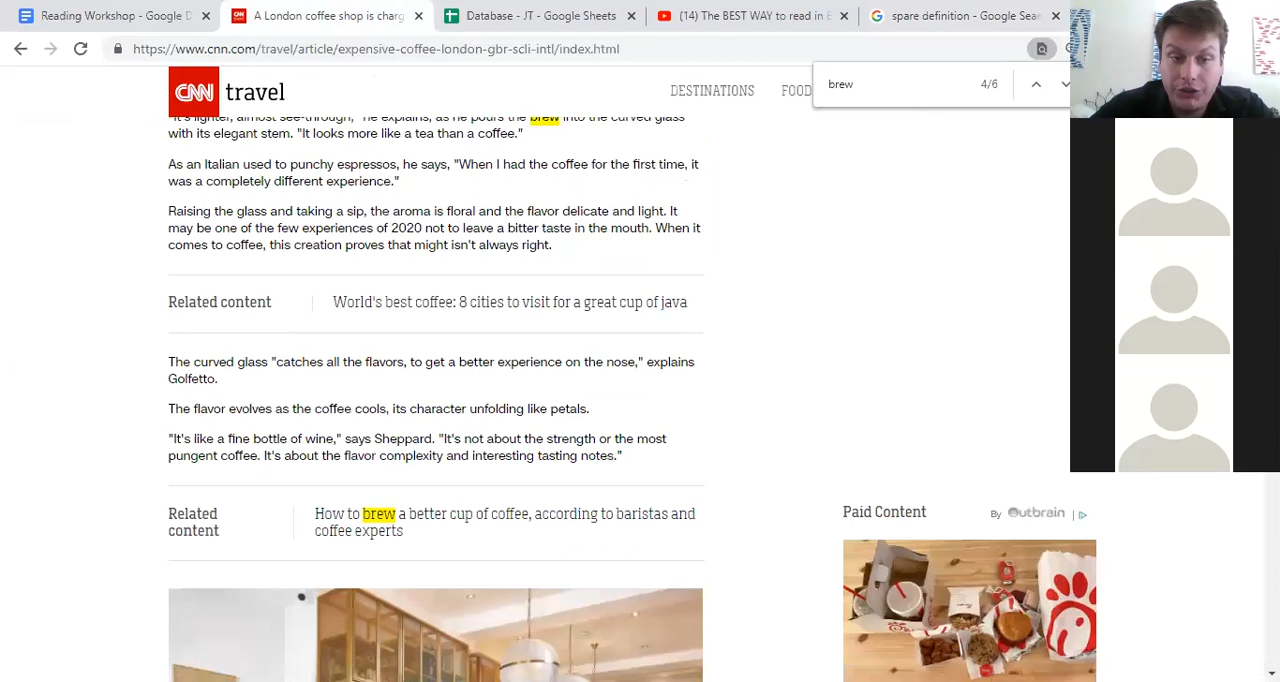 Reading Workshop - Google D
A London coffee shop is charg
Database - JT - Google Sheets
(14) The BEST WAY to read in E
spare definition - Google Sea
https://www.cnn.com/travel/article/expensive-coffee-london-gbr-scli-intl/index.html
CNN travel
DESTINATIONS
FOOD
brew
4/6
"It's lighter, almost see-through," he explains, as he pours the brew into the curved glass
with its elegant stem. "It looks more like a tea than a coffee."
As an Italian used to punchy espressos, he says, "When I had the coffee for the first time, it
was a completely different experience."
Raising the glass and taking a sip, the aroma is floral and the flavor delicate and light. It
may be one of the few experiences of 2020 not to leave a bitter taste in the mouth. When it
comes to coffee, this creation proves that might isn't always right.
Related content
World's best coffee: 8 cities to visit for a great cup of java
The curved glass "catches all the flavors, to get a better experience on the nose," explains
Golfetto.
The flavor evolves as the coffee cools, its character unfolding like petals.
"It's like a fine bottle of wine," says Sheppard. "It's not about the strength or the most
pungent coffee. It's about the flavor complexity and interesting tasting notes."
Related
content
How to brew a better cup of coffee, according to baristas and
coffee experts
Paid Content
By Outbrain